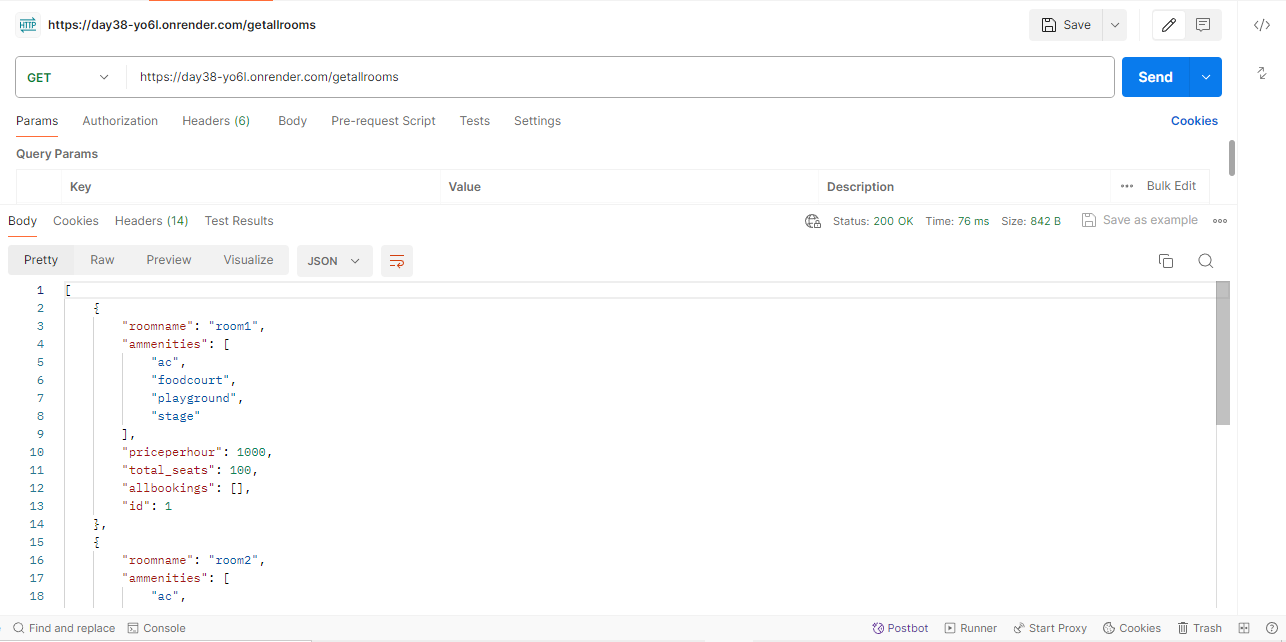 HTTP https://day38-yo6l.onrender.com/getallrooms Save
GET https://day38-yo6l.onrender.com/getallrooms Send
Params Authorization Headers (6) Body Pre-request Script Tests Settings Cookies
Query Params
Key Value Description ••• Bulk Edit
Body Cookies Headers (14) Test Results Status: 200 OK Time: 76 ms Size: 842 B Save as example
Pretty Raw Preview Visualize JSON
1 [
2 {
3 "roomname": "room1",
4 "ammenities": [
5 "ac",
6 "foodcourt",
7 "playground",
8 "stage"
9 ],
10 "priceperhour": 1000,
11 "total_seats": 100,
12 "allbookings": [],
13 "id": 1
14 },
15 {
16 "roomname": "room2",
17 "ammenities": [
18 "ac",
Find and replace Console Postbot Runner Start Proxy Cookies Trash